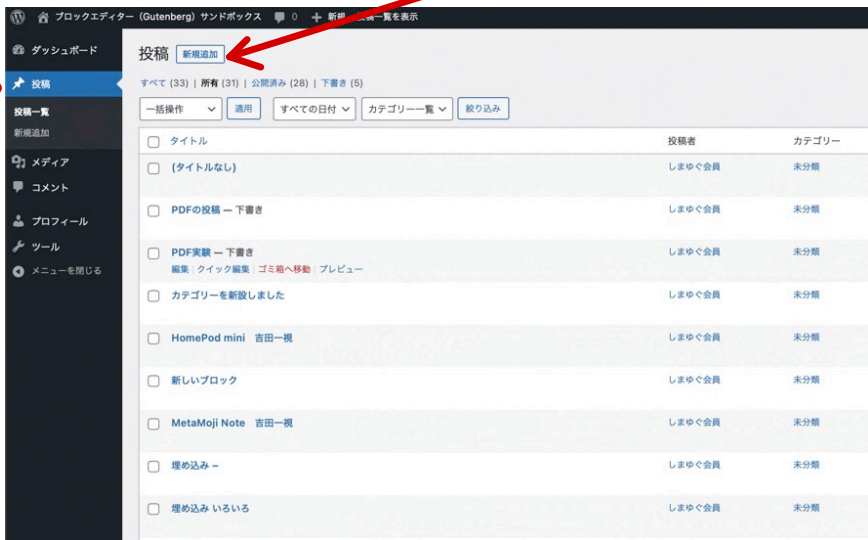 ブロックエディター (Gutenberg) サンドボックス 0 新規 一覧を表示
ダッシュボード
投稿
投稿一覧
新規追加
メディア
コメント
プロフィール
ツール
メニューを閉じる
投稿 新規追加
すべて (33) | 所有 (31) | 公開済み (28) | 下書き (5)
一括操作 適用 すべての日付 カテゴリー一覧 絞り込み
タイトル 投稿者 カテゴリー
(タイトルなし) しまゆぐ会員 未分類
PDFの投稿 — 下書き しまゆぐ会員 未分類
PDF実験 — 下書き しまゆぐ会員 未分類
編集 | クイック編集 | ゴミ箱へ移動 | プレビュー
カテゴリーを新設しました しまゆぐ会員 未分類
HomePod mini 吉田一視 しまゆぐ会員 未分類
新しいブロック しまゆぐ会員 未分類
MetaMoji Note 吉田一視 しまゆぐ会員 未分類
埋め込み – しまゆぐ会員 未分類
埋め込み いろいろ しまゆぐ会員 未分類